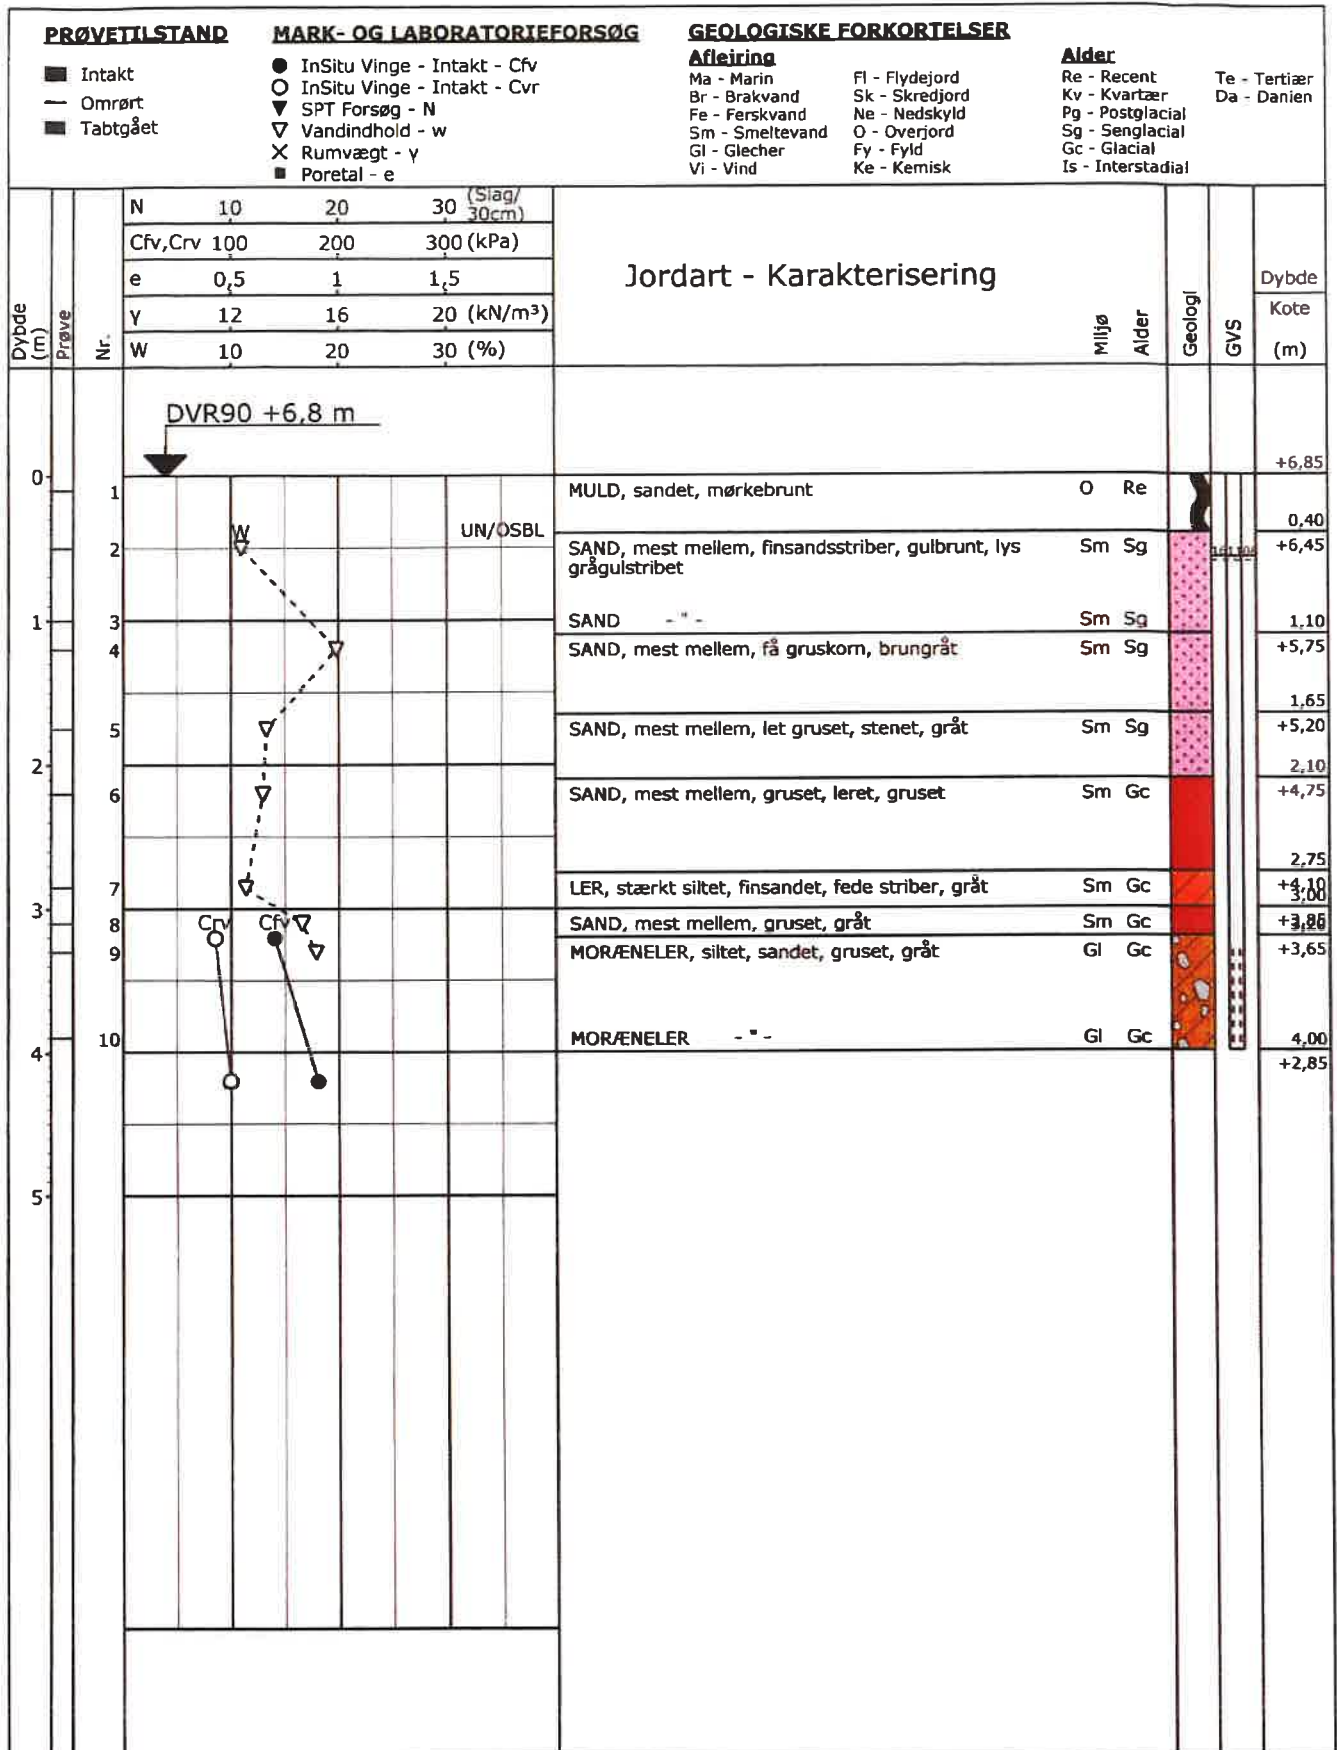 PRØVETILSTAND
Intakt
Omrørt
Tabtgået
MARK- OG LABORATORIEFORSØG
InSitu Vinge - Intakt - Cfv
InSitu Vinge - Intakt - Cvr
SPT Forsøg - N
Vandindhold - w
Rumvægt - γ
Poretal - e
GEOLOGISKE FORKORTELSER
Aflejring
Ma - Marin
Br - Brakvand
Fe - Ferskvand
Sm - Smeltevand
Gl - Glecher
Vi - Vind
Fl - Flydejord
Sk - Skredjord
Ne - Nedskyld
O - Overjord
Fy - Fyld
Ke - Kemisk
Alder
Re - Recent
Kv - Kvartær
Pg - Postglacial
Sg - Senglacial
Gc - Glacial
Is - Interstadial
Te - Tertiær
Da - Danien
Dybde (m)
Prøve
Nr.
N 10 20 30 (Slag/ 30cm)
Cfv,Crv 100 200 300 (kPa)
e 0,5 1 1,5
γ 12 16 20 (kN/m³)
W 10 20 30 (%)
Jordart - Karakterisering
Miljø
Alder
Geologi
GVS
Dybde
Kote
(m)
DVR90 +6,8 m
+6,85
0
1 MULD, sandet, mørkebrunt O Re
0,40
W UN/OSBL
2 SAND, mest mellem, finsandsstriber, gulbrunt, lys Sm Sg +6,45
grågulstribet
1 3 SAND - " - Sm Sg 1,10
4 SAND, mest mellem, få gruskorn, brungråt Sm Sg +5,75
1,65
5 SAND, mest mellem, let gruset, stenet, gråt Sm Sg +5,20
2 2,10
6 SAND, mest mellem, gruset, leret, gruset Sm Gc +4,75
2,75
7 LER, stærkt siltet, finsandet, fede striber, gråt Sm Gc +4,10
3,00
3
8 Crv Cfv SAND, mest mellem, gruset, gråt Sm Gc +3,85
9 MORÆNELER, siltet, sandet, gruset, gråt Gl Gc +3,65
10 MORÆNELER - " - Gl Gc 4,00
4 +2,85
5